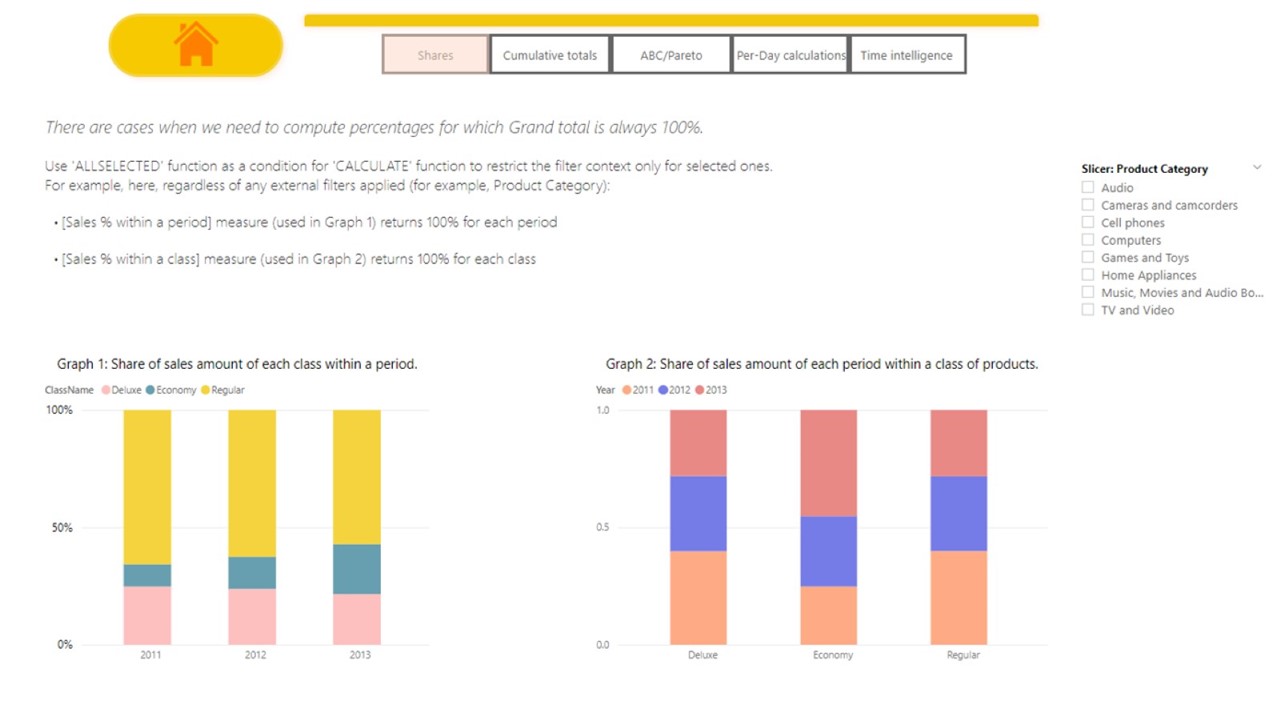 Shares
Cumulative totals
ABC/Pareto
Per-Day calculations
Time intelligence
There are cases when we need to compute percentages for which Grand total is always 100%.
Use 'ALLSELECTED' function as a condition for 'CALCULATE' function to restrict the filter context only for selected ones.
For example, here, regardless of any external filters applied (for example, Product Category):
• [Sales % within a period] measure (used in Graph 1) returns 100% for each period
• [Sales % within a class] measure (used in Graph 2) returns 100% for each class
Slicer: Product Category
Audio
Cameras and camcorders
Cell phones
Computers
Games and Toys
Home Appliances
Music, Movies and Audio Bo...
TV and Video
Graph 1: Share of sales amount of each class within a period.
ClassName Deluxe Economy Regular
100%
50%
0%
2011 2012 2013
Graph 2: Share of sales amount of each period within a class of products.
Year 2011 2012 2013
1.0
0.5
0.0
Deluxe Economy Regular